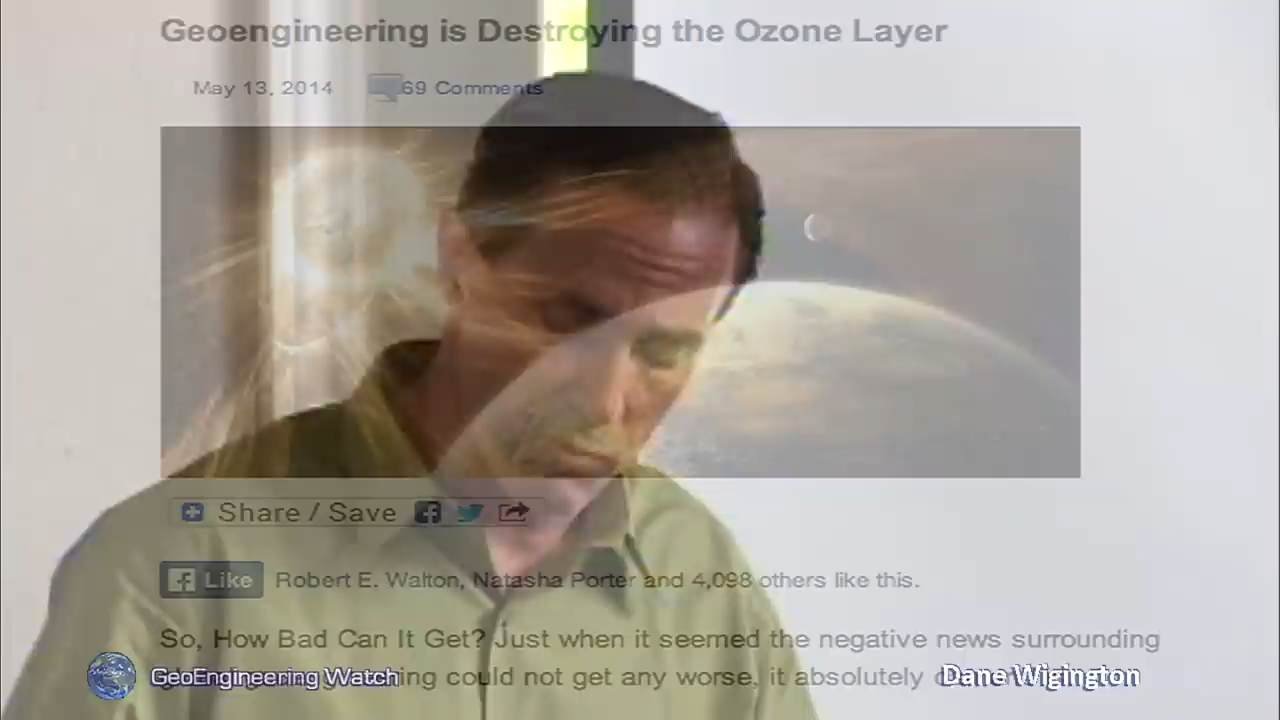 Geoengineering is Destroying the Ozone Layer
May 13, 2014 69 Comments
Share / Save
Like Robert E. Walton, Natasha Porter and 4,098 others like this.
So, How Bad Can It Get? Just when it seemed the negative news surrounding
could not get any worse, it absolutely
GeoEngineering Watch
Dane Wigington